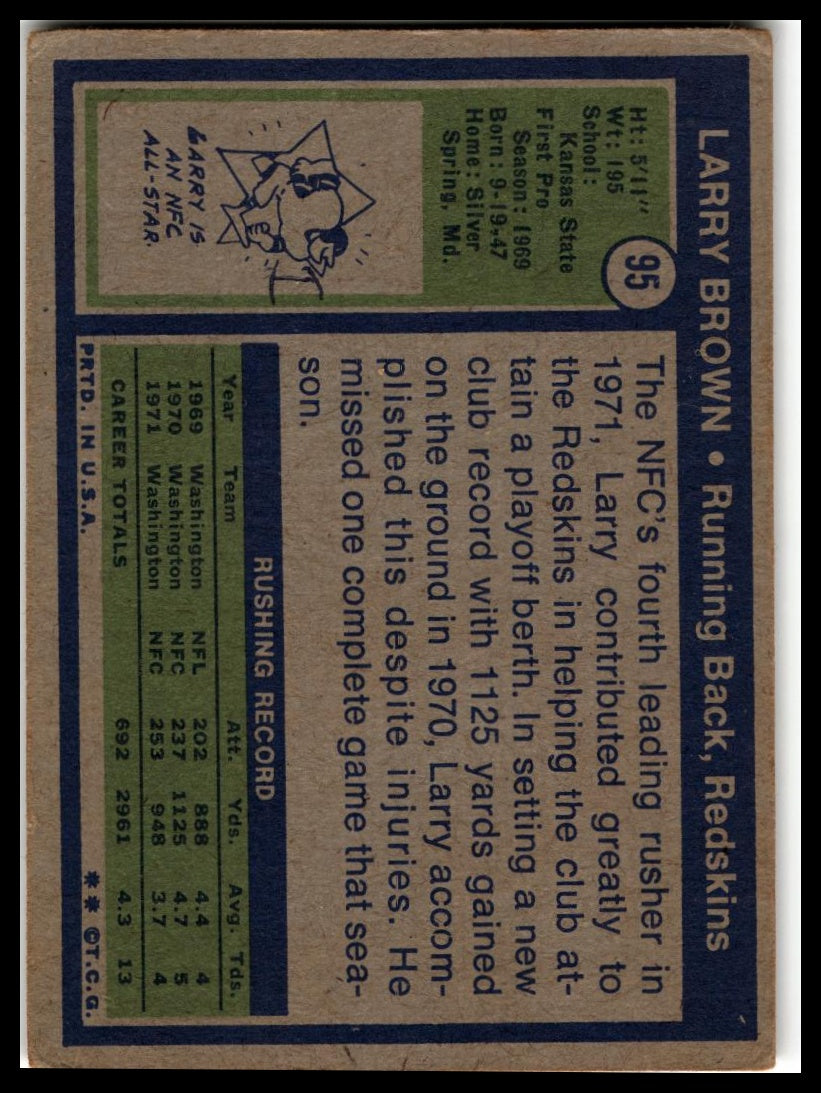 LARRY BROWN • Running Back, Redskins
95
Ht: 5'11"
Wt: 195
School:
Kansas State
First Pro
Season: 1969
Born: 9-19-47
Home: Silver
Spring, Md.
LARRY IS
AN NFC
ALL-STAR.
The NFC's fourth leading rusher in
1971, Larry contributed greatly to
the Redskins in helping the club at-
tain a playoff berth. In setting a new
club record with 1125 yards gained
on the ground in 1970, Larry accom-
plished this despite injuries. He
missed one complete game that sea-
son.
RUSHING RECORD
Year Team Att. Yds. Avg. Tds.
1969 Washington NFL 202 888 4.4 4
1970 Washington NFC 237 1125 4.7 5
1971 Washington NFC 253 948 3.7 4
CAREER TOTALS 692 2961 4.3 13
PRTD. IN U.S.A. ** ©T.C.G.